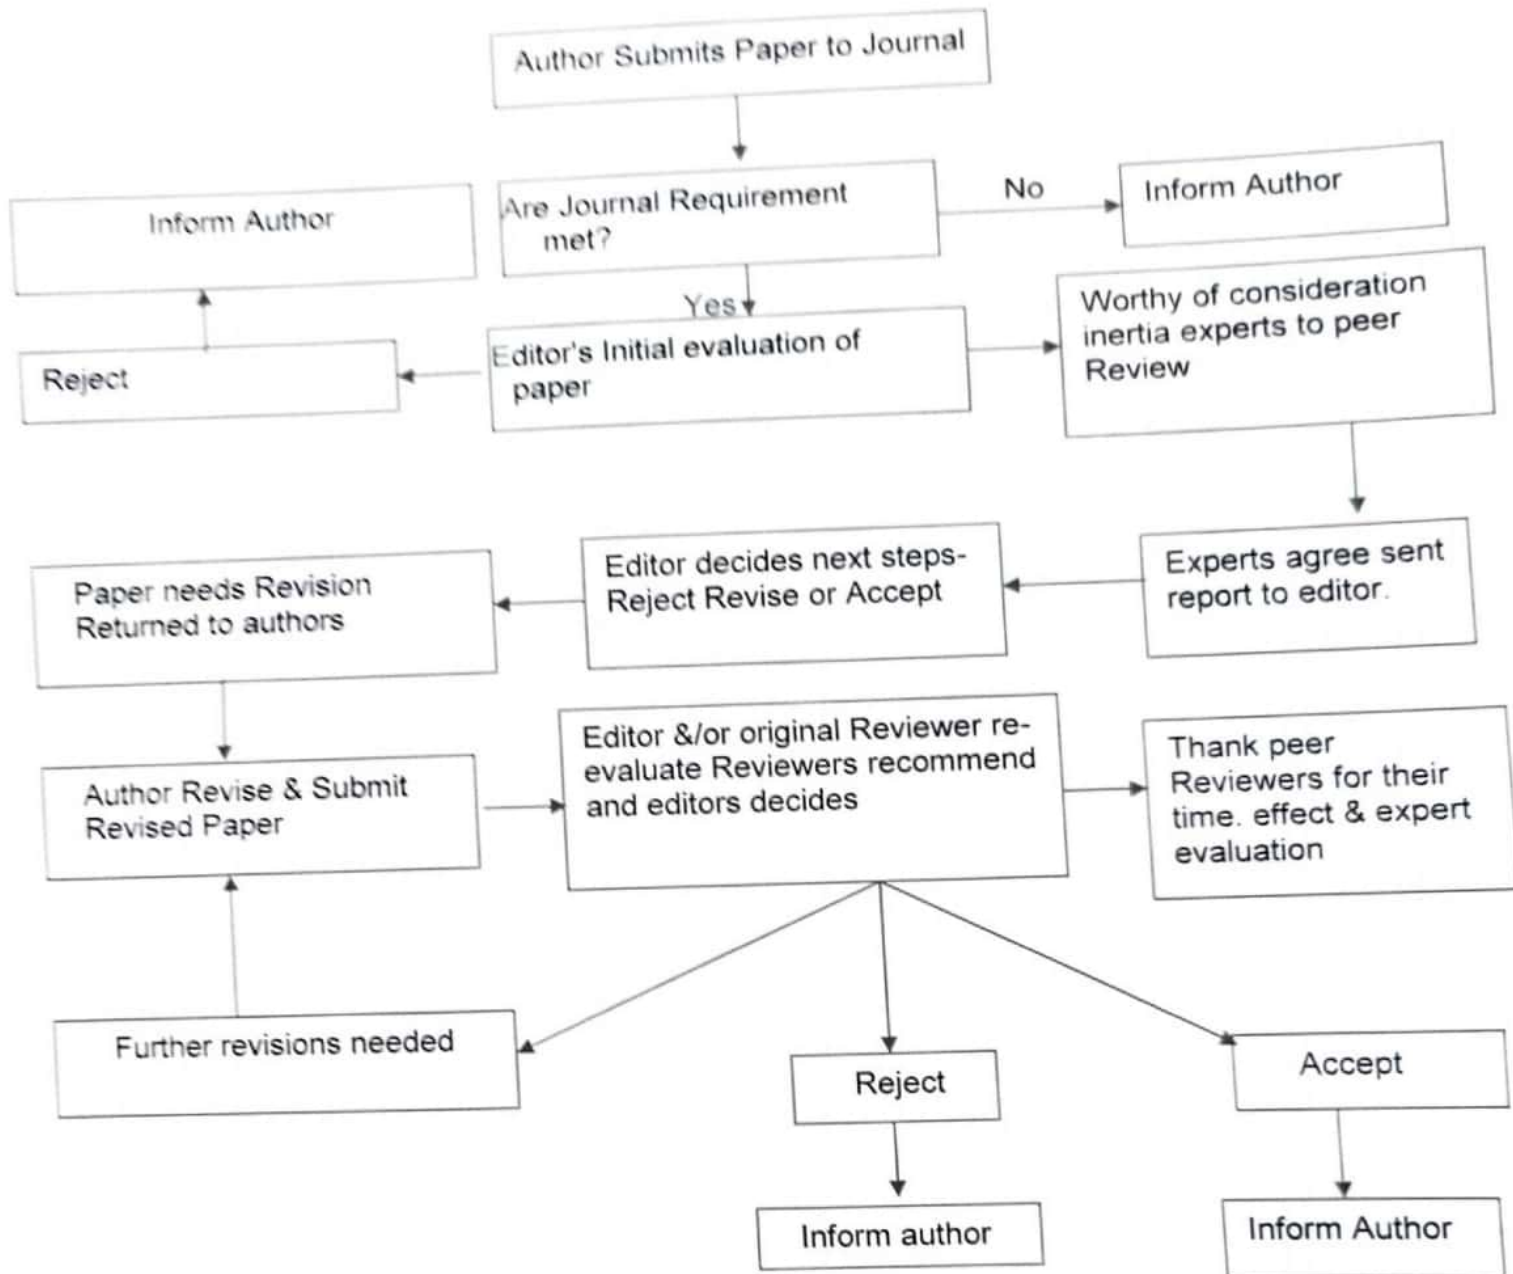 Author Submits Paper to Journal
Are Journal Requirement
met?
No
Inform Author
Inform Author
Yes
Editor's Initial evaluation of
paper
Reject
Worthy of consideration
inertia experts to peer
Review
Experts agree sent
report to editor.
Editor decides next steps-
Reject Revise or Accept
Paper needs Revision
Returned to authors
Author Revise & Submit
Revised Paper
Editor &/or original Reviewer re-
evaluate Reviewers recommend
and editors decides
Thank peer
Reviewers for their
time. effect & expert
evaluation
Further revisions needed
Reject
Accept
Inform author
Inform Author